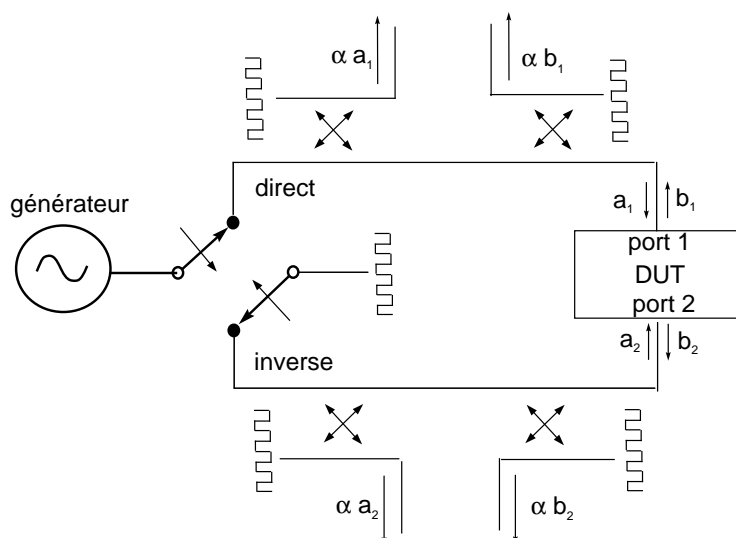 α a₁
α b₁
générateur
direct
a₁
b₁
port 1
DUT
port 2
a₂
b₂
inverse
α a₂
α b₂